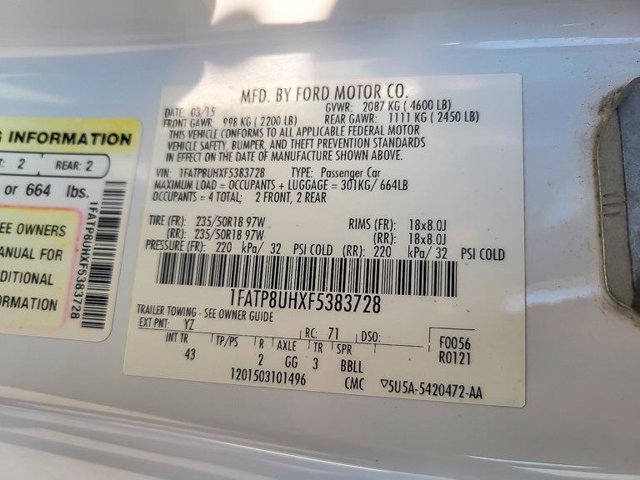 MFD. BY FORD MOTOR CO.
DATE: 03/15 GVWR: 2087 KG ( 4600 LB)
FRONT GAWR: 998 KG ( 2200 LB) REAR GAWR: 1111 KG ( 2450 LB)
THIS VEHICLE CONFORMS TO ALL APPLICABLE FEDERAL MOTOR
VEHICLE SAFETY, BUMPER, AND THEFT PREVENTION STANDARDS
IN EFFECT ON THE DATE OF MANUFACTURE SHOWN ABOVE.
VIN: 1FATP8UHXF5383728 TYPE: Passenger Car
MAXIMUM LOAD = OCCUPANTS + LUGGAGE = 301KG/ 664LB
OCCUPANTS = 4 TOTAL: 2 FRONT, 2 REAR
TIRE (FR): 235/50R18 97W RIMS (FR): 18x8.0J
(RR): 235/50R18 97W (RR): 18x8.0J
PRESSURE (FR): 220 kPa/ 32 PSI COLD (RR): 220 kPa/ 32 PSI COLD
1FATP8UHXF5383728
TRAILER TOWING - SEE OWNER GUIDE
EXT PNT: YZ RC: 71 DSO: F0056
INT TR TP/PS R AXLE TR SPR R0121
43 2 GG 3 BBLL
1201503101496 CMC ▽5U5A-5420472-AA
INFORMATION
2 REAR: 2
or 664 lbs.
SEE OWNERS
MANUAL FOR
ADDITIONAL
1FATP8UHXF5383728